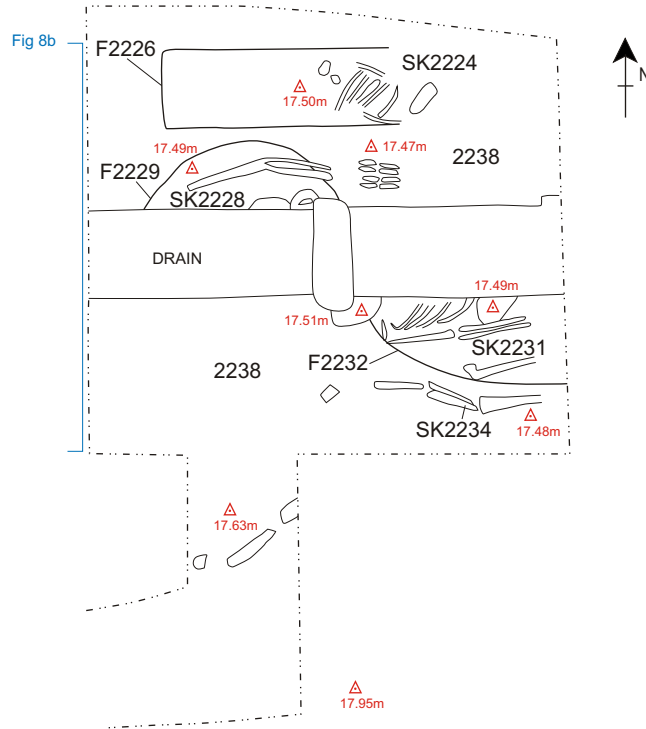 Fig 8b
F2226
SK2224
N
17.50m
17.49m
17.47m
2238
F2229
SK2228
DRAIN
17.49m
17.51m
SK2231
2238
F2232
SK2234
17.48m
17.63m
17.95m